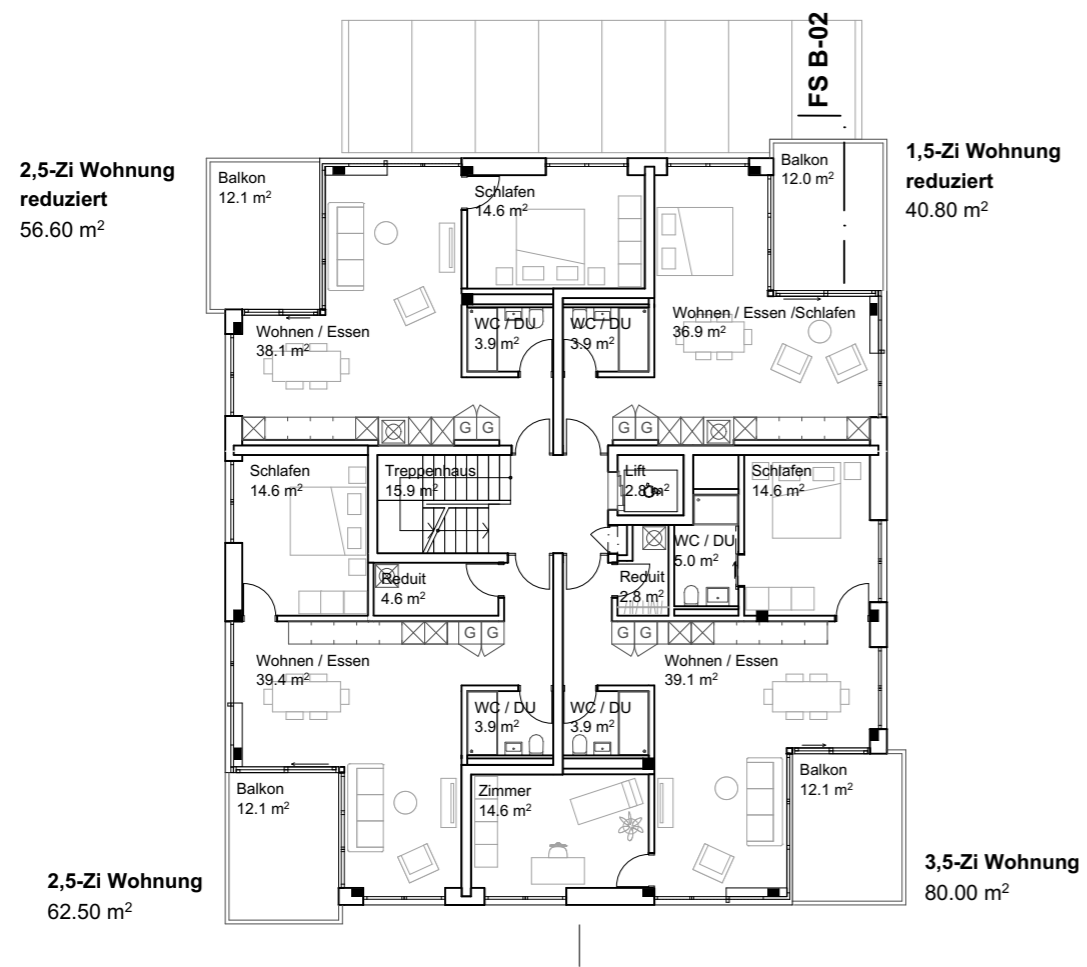 FS B-02
2,5-Zi Wohnung
reduziert
56.60 m²
Balkon
12.1 m²
Schlafen
14.6 m²
Balkon
12.0 m²
1,5-Zi Wohnung
reduziert
40.80 m²
Wohnen / Essen
38.1 m²
WC / DU
3.9 m²
WC / DU
3.9 m²
Wohnen / Essen /Schlafen
36.9 m²
G G
G G
Schlafen
14.6 m²
Treppenhaus
15.9 m²
Lift
2.8 m²
Schlafen
14.6 m²
WC / DU
5.0 m²
Reduit
4.6 m²
Reduit
2.8 m²
G G
G G
Wohnen / Essen
39.4 m²
Wohnen / Essen
39.1 m²
WC / DU
3.9 m²
WC / DU
3.9 m²
Balkon
12.1 m²
Zimmer
14.6 m²
Balkon
12.1 m²
2,5-Zi Wohnung
62.50 m²
3,5-Zi Wohnung
80.00 m²